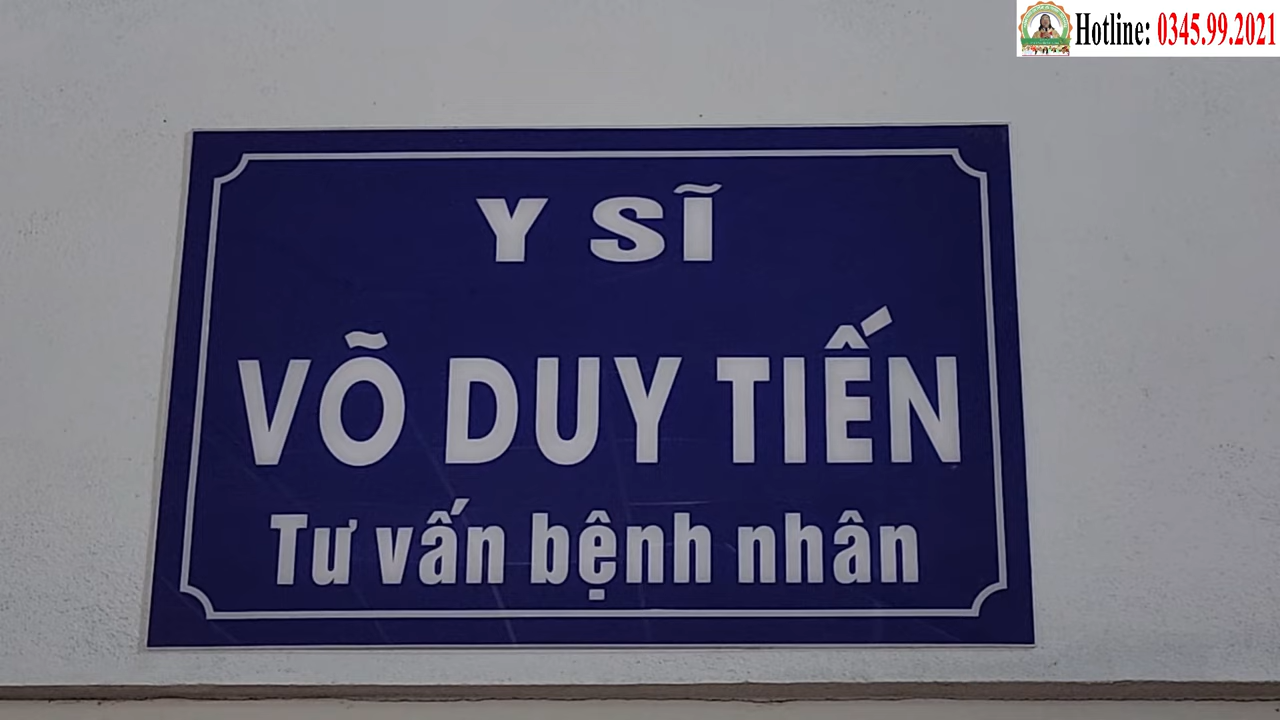 Hotline: 0345.99.2021
Y SĨ
VÕ DUY TIẾN
Tư vấn bệnh nhân